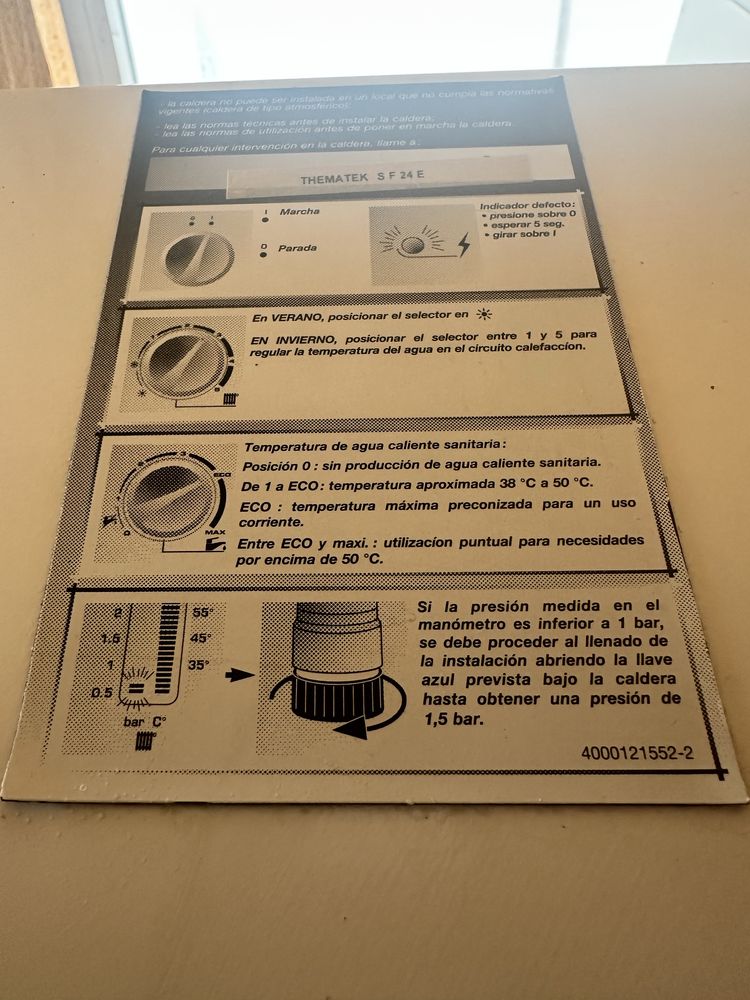 - la caldera no puede ser instalada en un local que no cumpla las normativas
vigentes (caldera de tipo atmosférico);
- lea las normas técnicas antes de instalar la caldera;
- lea las normas de utilización antes de poner en marcha la caldera.
Para cualquier intervención en la caldera, llame a:
THEMATEK S F 24 E
0 I
I Marcha
0 Parada
Indicador defecto:
• presione sobre 0
• esperar 5 seg.
• girar sobre I
En VERANO, posicionar el selector en
EN INVIERNO, posicionar el selector entre 1 y 5 para
regular la temperatura del agua en el circuito calefaccíon.
Temperatura de agua caliente sanitaria:
Posición 0 : sin producción de agua caliente sanitaria.
De 1 a ECO : temperatura aproximada 38 °C a 50 °C.
ECO : temperatura máxima preconizada para un uso
corriente.
Entre ECO y maxi. : utilizacíon puntual para necesidades
por encima de 50 °C.
3
ECO
0
MAX
2 55°
1.5 45°
1 35°
0.5
bar C°
Si la presión medida en el
manómetro es inferior a 1 bar,
se debe proceder al llenado de
la instalación abriendo la llave
azul prevista bajo la caldera
hasta obtener una presión de
1,5 bar.
4000121552-2